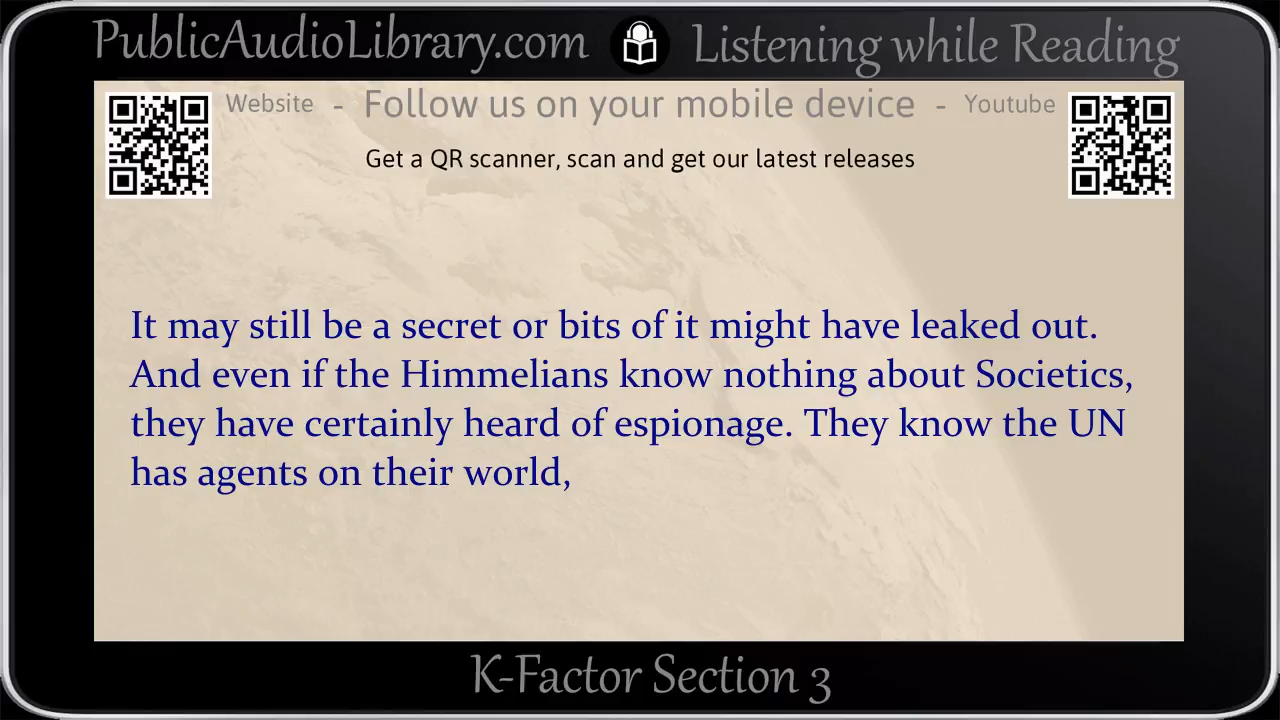 PublicAudioLibrary.com Listening while Reading
Website - Follow us on your mobile device - Youtube
Get a QR scanner, scan and get our latest releases
It may still be a secret or bits of it might have leaked out.
And even if the Himmelians know nothing about Societics,
they have certainly heard of espionage. They know the UN
has agents on their world,
K-Factor Section 3